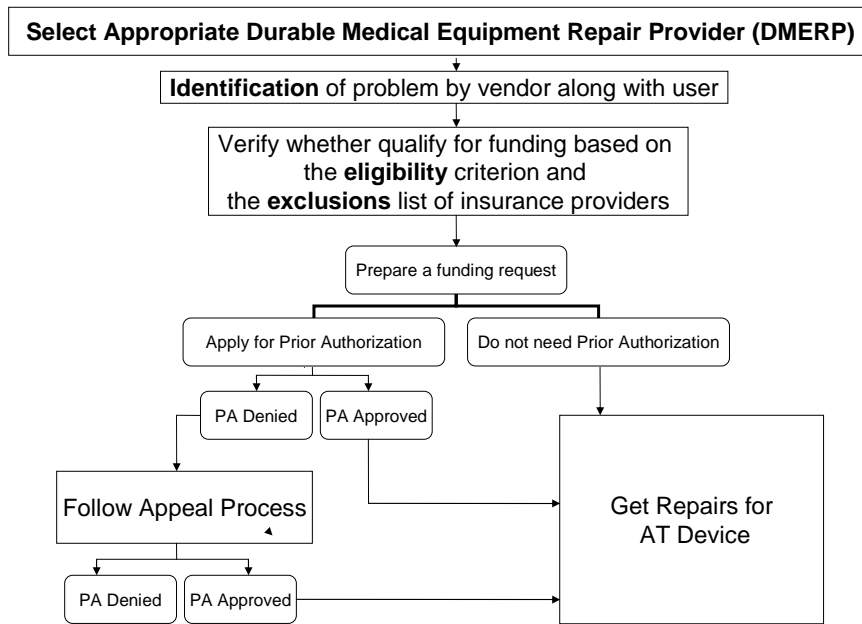 Select Appropriate Durable Medical Equipment Repair Provider (DMERP)
Identification of problem by vendor along with user
Verify whether qualify for funding based on
the eligibility criterion and
the exclusions list of insurance providers
Prepare a funding request
Apply for Prior Authorization
Do not need Prior Authorization
PA Denied
PA Approved
Follow Appeal Process
Get Repairs for
AT Device
PA Denied
PA Approved